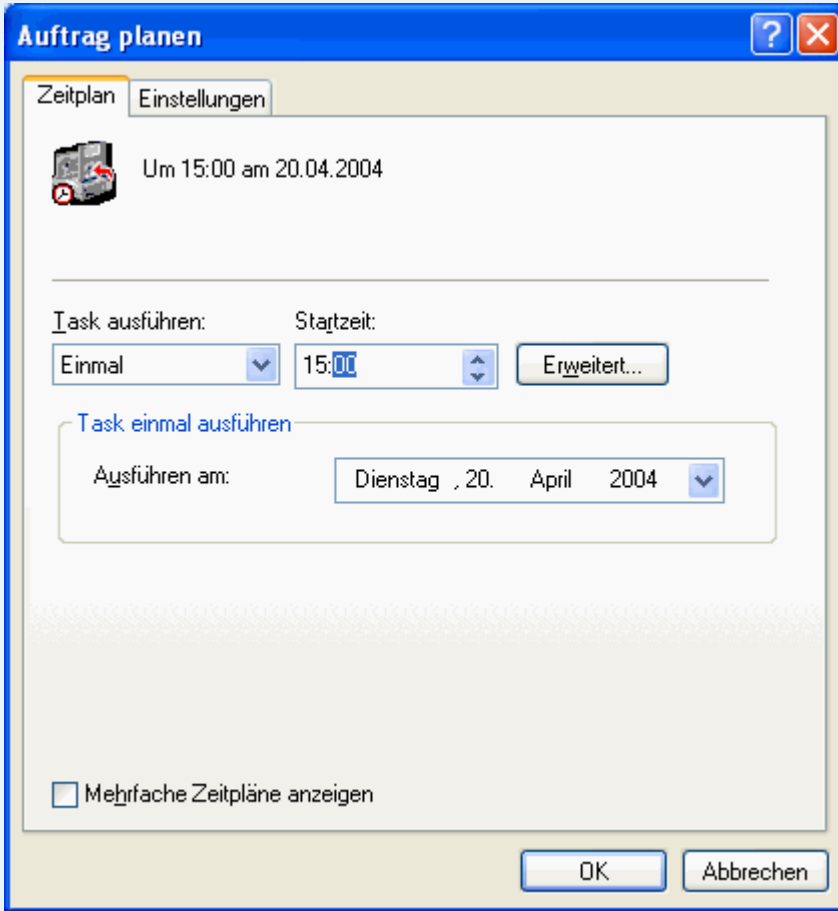 Auftrag planen
Zeitplan Einstellungen
Um 15:00 am 20.04.2004
Task ausführen: Startzeit:
Einmal 15:00 Erweitert...
Task einmal ausführen
Ausführen am: Dienstag , 20. April 2004
Mehrfache Zeitpläne anzeigen
OK Abbrechen